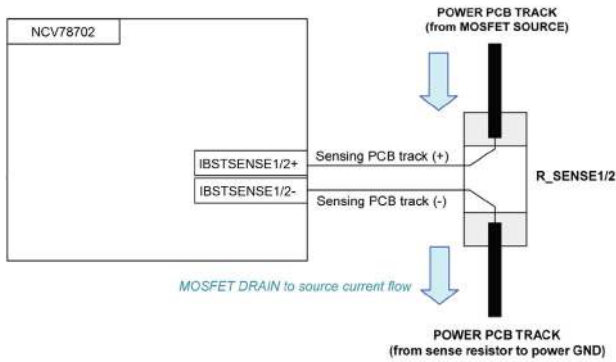 POWER PCB TRACK
(from MOSFET SOURCE)
NCV78702
IBSTSENSE1/2+
Sensing PCB track (+)
R_SENSE1/2
IBSTSENSE1/2-
Sensing PCB track (-)
MOSFET DRAIN to source current flow
POWER PCB TRACK
(from sense resistor to power GND)